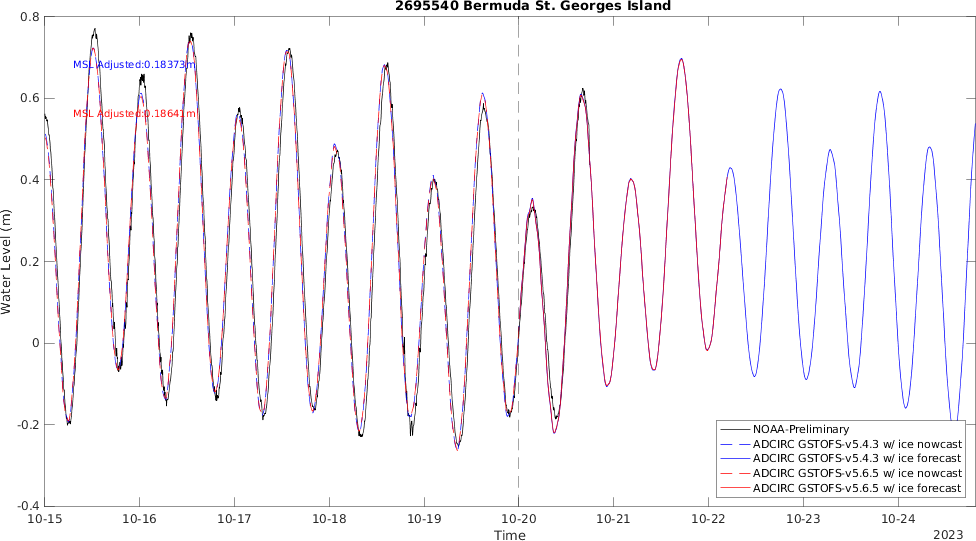 2695540 Bermuda St. Georges Island
0.8
0.6
0.4
0.2
0
-0.2
-0.4
Water Level (m)
MSL Adjusted:0.18373m
MSL Adjusted:0.18641m
NOAA-Preliminary
ADCIRC GSTOFS-v5.4.3 w/ ice nowcast
ADCIRC GSTOFS-v5.4.3 w/ ice forecast
ADCIRC GSTOFS-v5.6.5 w/ ice nowcast
ADCIRC GSTOFS-v5.6.5 w/ ice forecast
10-15 10-16 10-17 10-18 10-19 10-20 10-21 10-22 10-23 10-24
Time
2023